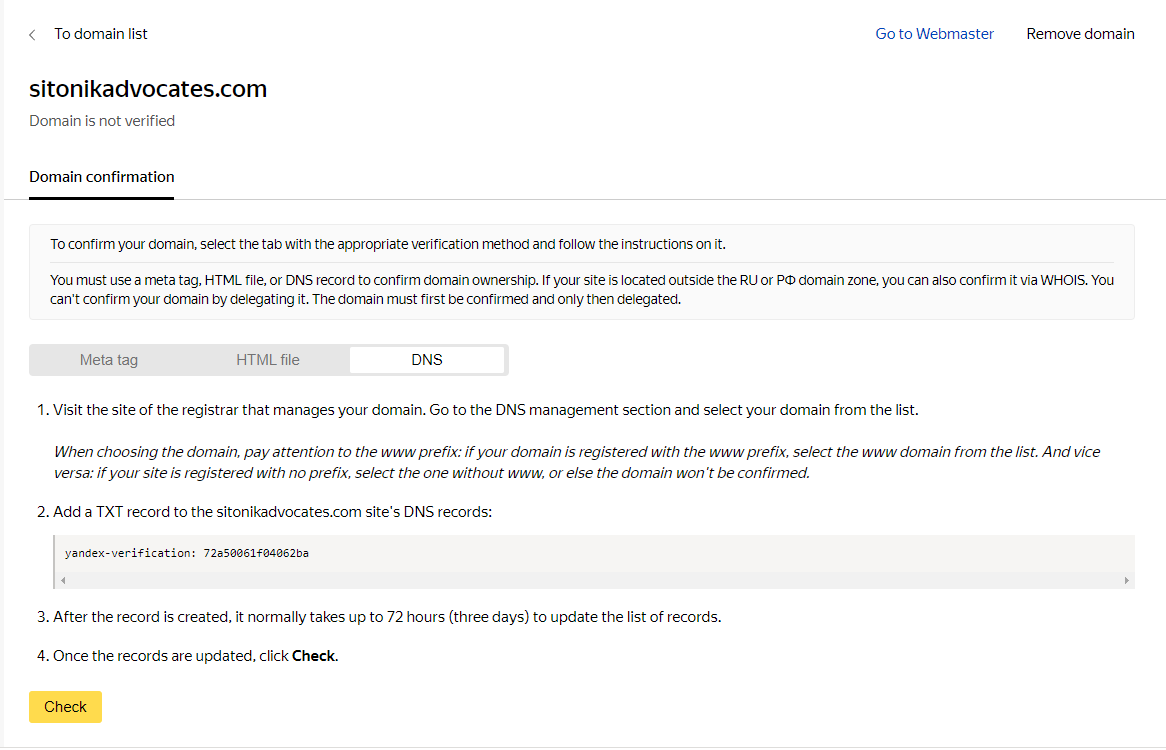 To domain list
Go to Webmaster
Remove domain
sitonikadvocates.com
Domain is not verified
Domain confirmation
To confirm your domain, select the tab with the appropriate verification method and follow the instructions on it.
You must use a meta tag, HTML file, or DNS record to confirm domain ownership. If your site is located outside the RU or РФ domain zone, you can also confirm it via WHOIS. You
can't confirm your domain by delegating it. The domain must first be confirmed and only then delegated.
Meta tag
HTML file
DNS
1. Visit the site of the registrar that manages your domain. Go to the DNS management section and select your domain from the list.
When choosing the domain, pay attention to the www prefix: if your domain is registered with the www prefix, select the www domain from the list. And vice
versa: if your site is registered with no prefix, select the one without www, or else the domain won't be confirmed.
2. Add a TXT record to the sitonikadvocates.com site's DNS records:
yandex-verification: 72a50061f04062ba
3. After the record is created, it normally takes up to 72 hours (three days) to update the list of records.
4. Once the records are updated, click Check.
Check